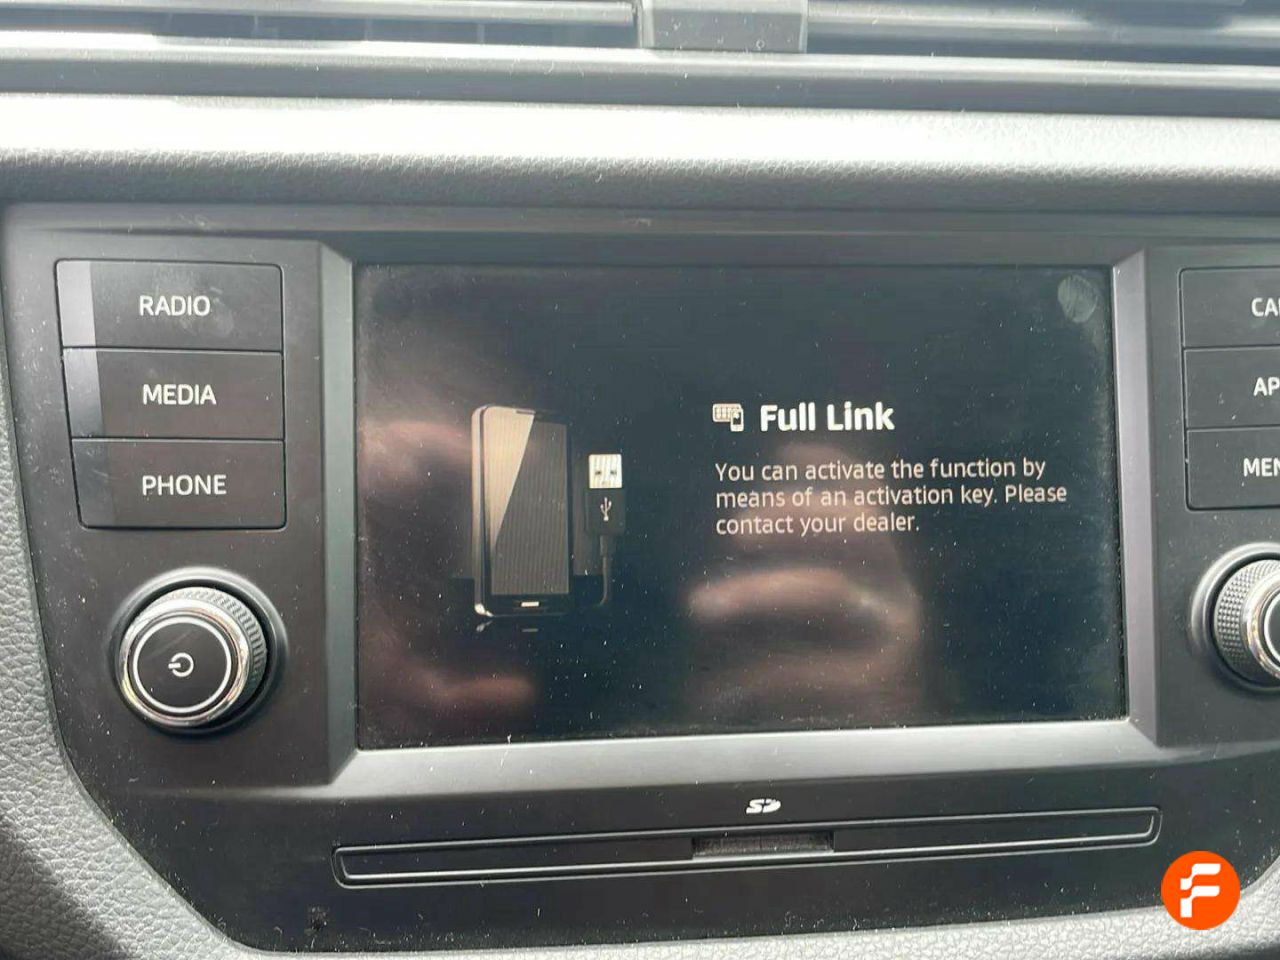 RADIO
MEDIA
PHONE
Full Link
You can activate the function by
means of an activation key. Please
contact your dealer.
SD